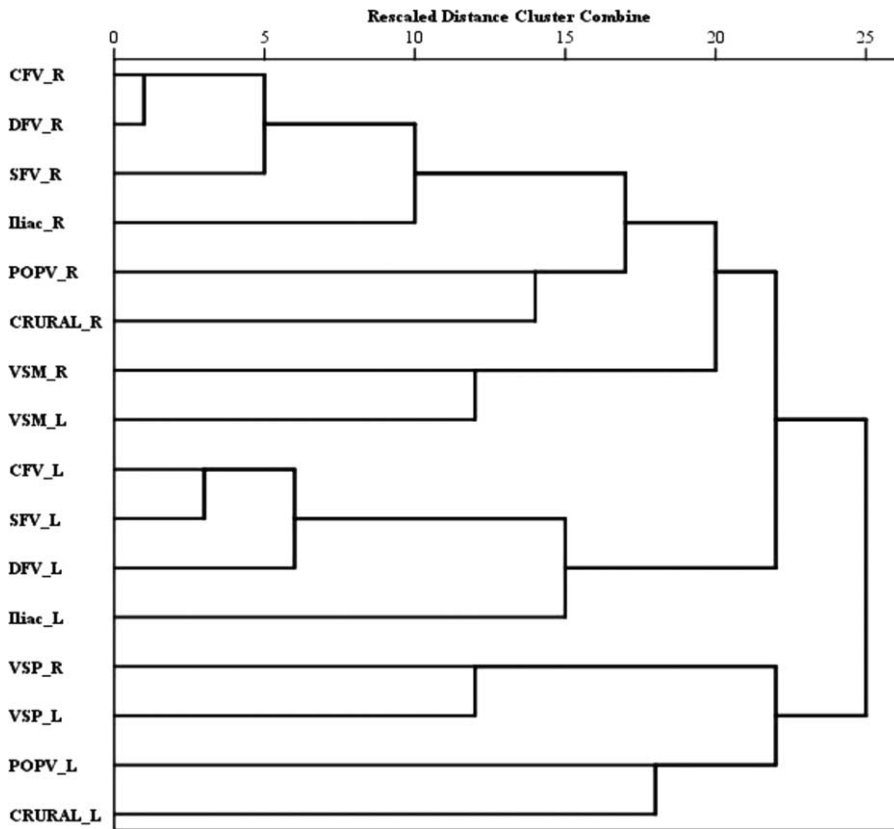 Rescaled Distance Cluster Combine
0 5 10 15 20 25
CFV_R
DFV_R
SFV_R
Iliac_R
POPV_R
CRURAL_R
VSM_R
VSM_L
CFV_L
SFV_L
DFV_L
Iliac_L
VSP_R
VSP_L
POPV_L
CRURAL_L